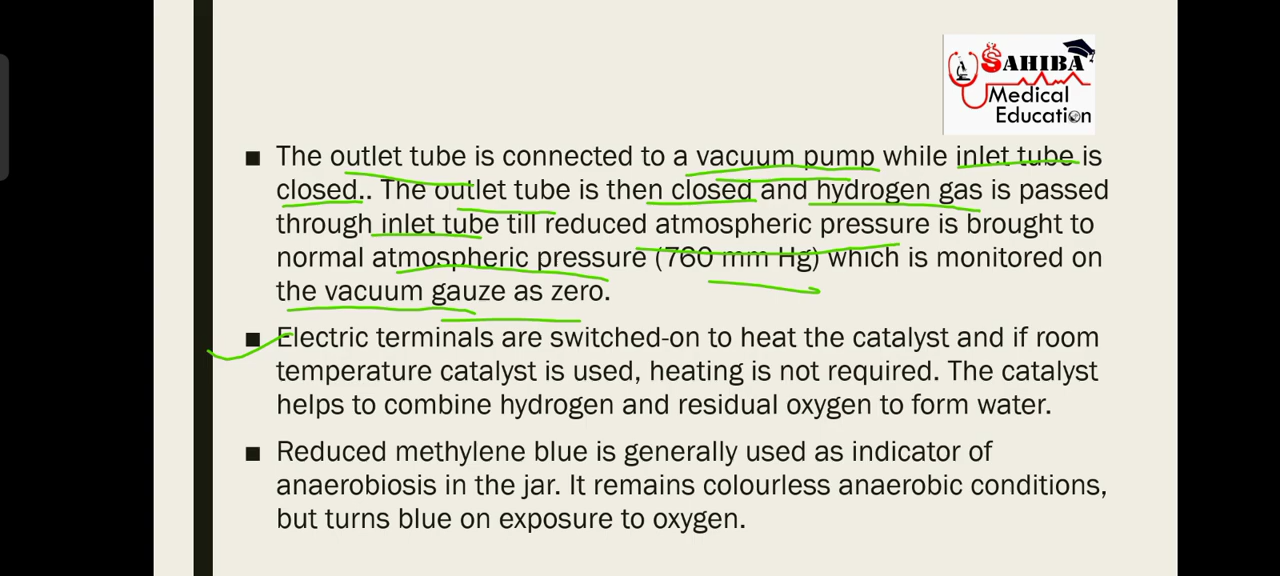 SAHIBA
Medical
Education
■ The outlet tube is connected to a vacuum pump while inlet tube is
closed.. The outlet tube is then closed and hydrogen gas is passed
through inlet tube till reduced atmospheric pressure is brought to
normal atmospheric pressure (760 mm Hg) which is monitored on
the vacuum gauze as zero.
■ Electric terminals are switched-on to heat the catalyst and if room
temperature catalyst is used, heating is not required. The catalyst
helps to combine hydrogen and residual oxygen to form water.
■ Reduced methylene blue is generally used as indicator of
anaerobiosis in the jar. It remains colourless anaerobic conditions,
but turns blue on exposure to oxygen.